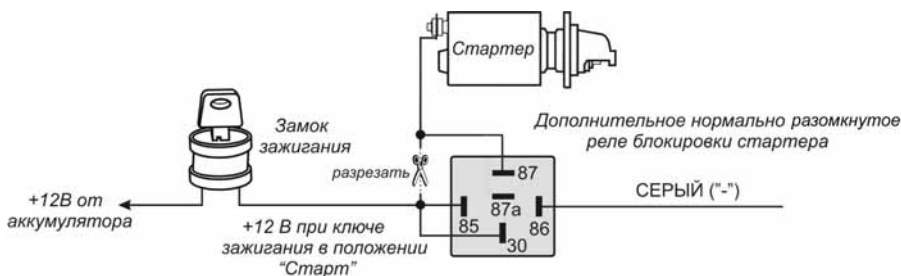 Стартер
Замок
зажигания
Дополнительное нормально разомкнутое
реле блокировки стартера
разрезать
87
87а
85
86
30
СЕРЫЙ ("-")
+12В от
аккумулятора
+12 В при ключе
зажигания в положении
"Старт"